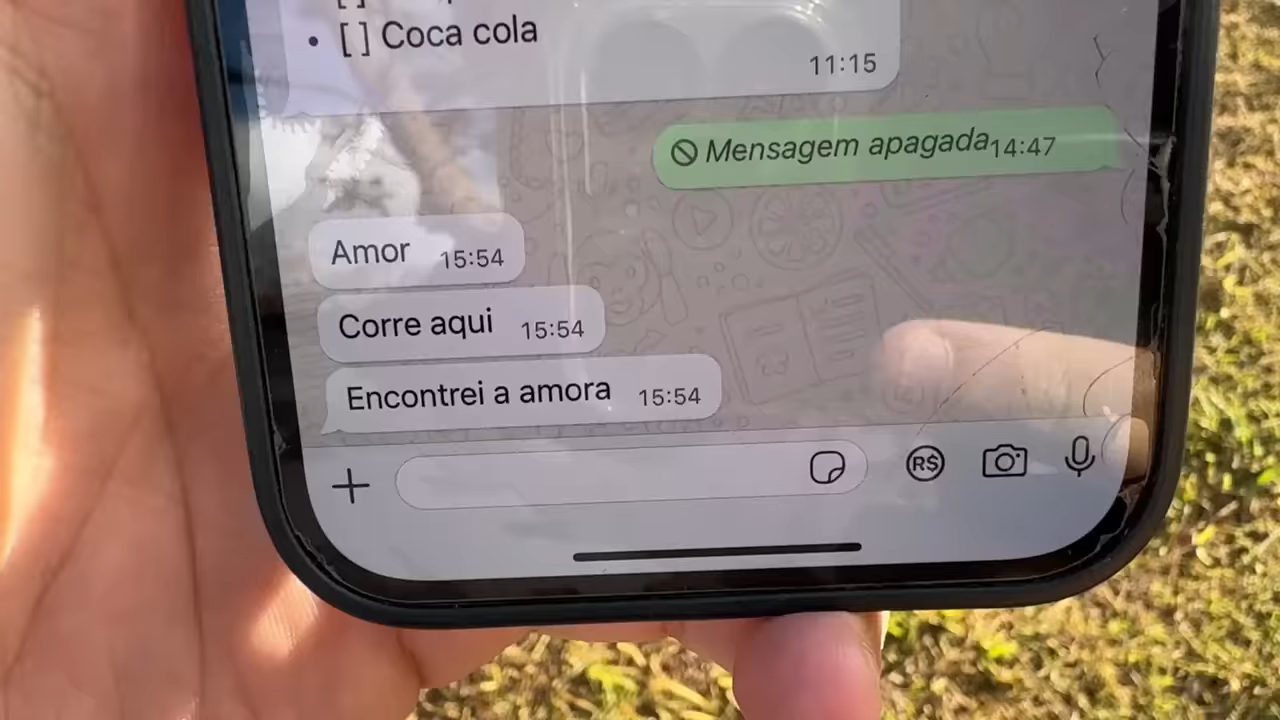 • [ ] Coca cola
11:15
Mensagem apagada 14:47
Amor 15:54
Corre aqui 15:54
Encontrei a amora 15:54
R$